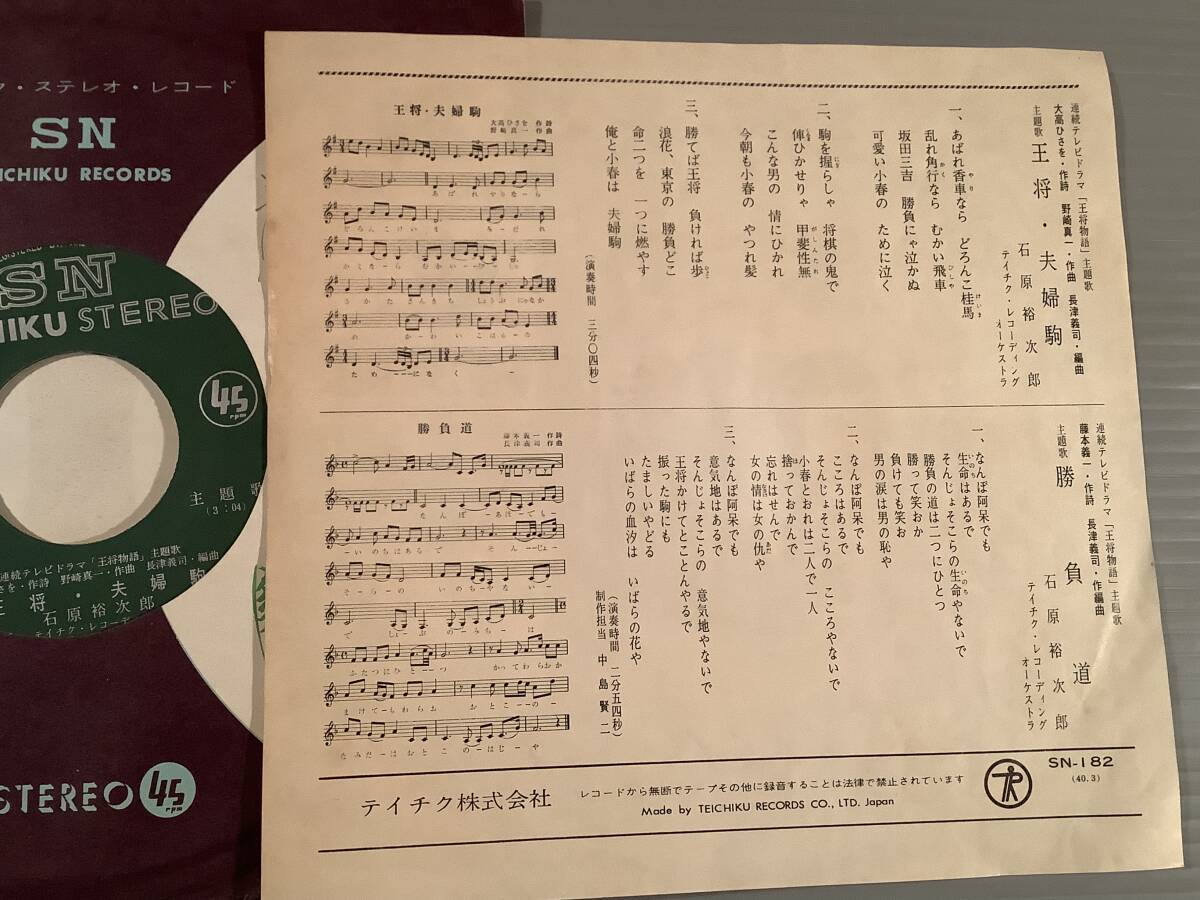 ク・ステレオ・レコード
SN
EICHIKU RECORDS
SN
CHIKU STEREO
45
rpm
主題歌
(3:04)
連続テレビドラマ「王将物語」主題歌
さを・作詩 野崎真一・作曲 長津義司・編曲
王将・夫婦駒
石原裕次郎
テイチク・レコーデ
STEREO 45
rpm
連続テレビドラマ「王将物語」主題歌
大高ひさを・作詩 野崎真一・作曲 長津義司・編曲
主題歌 王将・夫婦駒
石原裕次郎
テイチク・レコーディング
オーケストラ
一、あばれ香車なら どろんこ桂馬
乱れ角行なら むかい飛車
坂田三吉 勝負にゃ泣かぬ
可愛い小春の ために泣く
二、駒を握らしゃ 将棋の鬼で
俥ひかせりゃ 甲斐性無
こんな男の 情にひかれ
今朝も小春の やつれ髪
三、勝てば王将 負ければ歩
浪花、東京の 勝負どこ
命二つを 一つに燃やす
俺と小春は 夫婦駒
(演奏時間 三分〇四秒)
王将・夫婦駒
大高ひさを 作詩
野崎真一 作曲
連続テレビドラマ「王将物語」主題歌
藤本義一・作詩 長津義司・作編曲
主題歌 勝負道
石原裕次郎
テイチク・レコーディング
オーケストラ
一、なんぼ阿呆でも
生命はあるで
そんじょそこらの生命やないで
勝負の道は二つにひとつ
勝って笑おか
負けても笑お
男の涙は男の恥や
二、なんぼ阿呆でも
こころはあるで
そんじょそこらの こころやないで
小春とおれは二人で一人
捨っておかんで
忘れはせんで
女の情は女の仇や
三、なんぼ阿呆でも
意気地はあるで
そんじょそこらの 意気地やないで
王将かけてとことんやるで
振った駒にも
たましいやどる
いばらの血汐は いばらの花や
(演奏時間 二分五四秒)
制作担当 中島賢二
勝負道
藤本義一 作詩
長津義司 作曲
テイチク株式会社
レコードから無断でテープその他に録音することは法律で禁止されています
Made by TEICHIKU RECORDS CO., LTD. Japan
SN-182
(40.3)